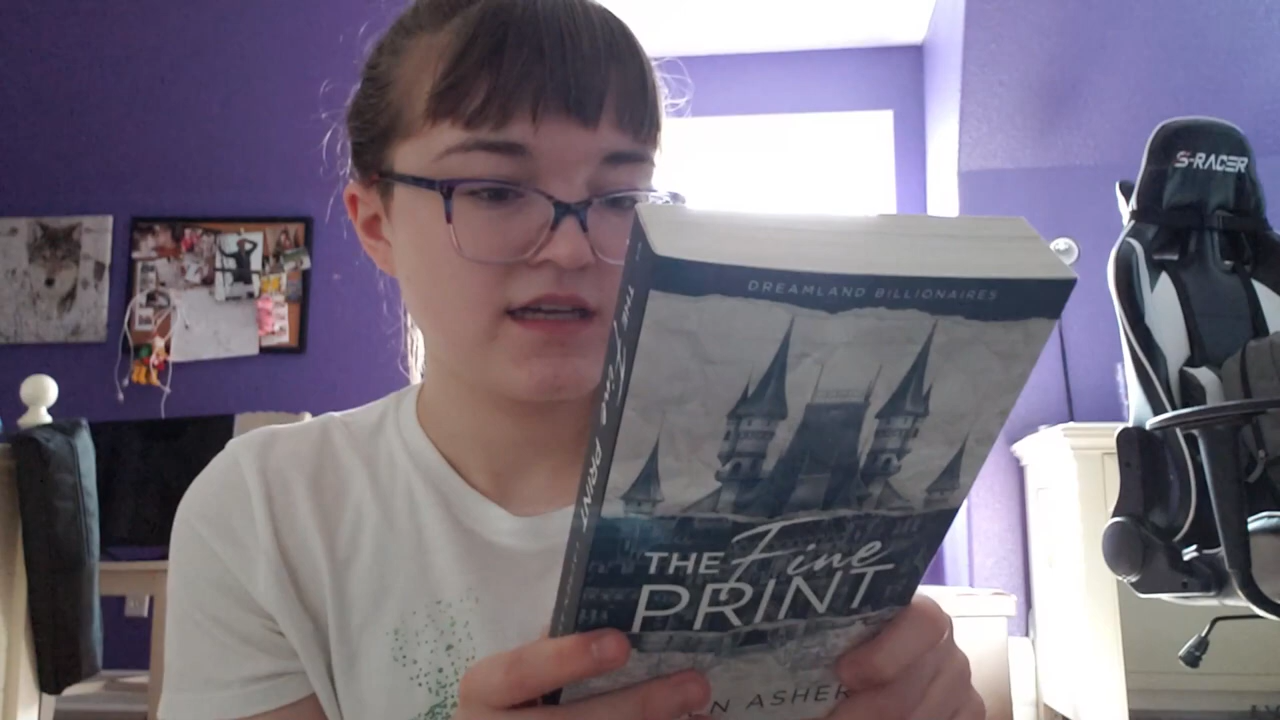 S-RACER
DREAMLAND BILLIONAIRES
THE Fine PRINT
THE Fine
PRINT
N ASHER